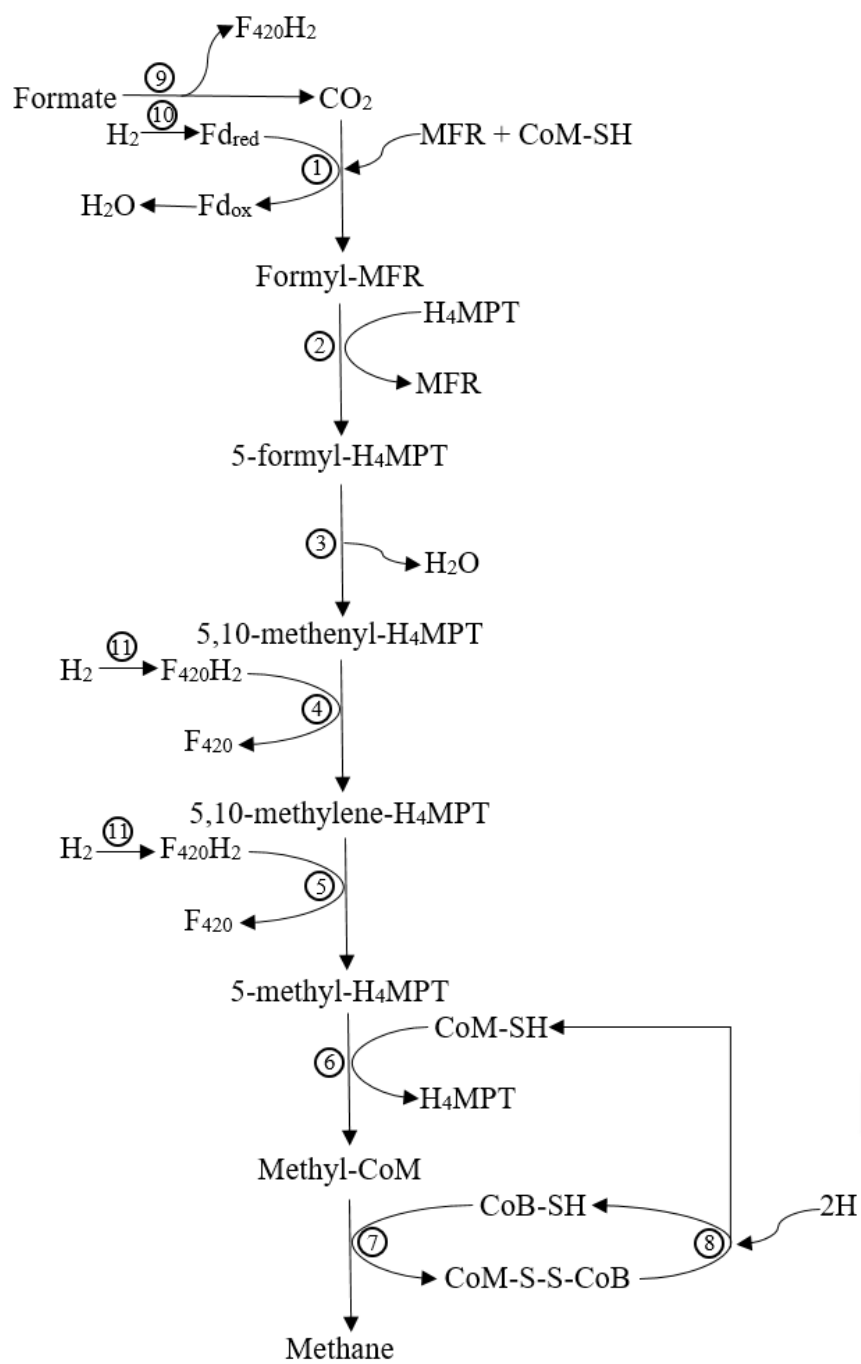 F₄₂₀H₂
⑨
Formate CO₂
⑩
H₂ Fd_red MFR + CoM-SH
①
H₂O Fd_ox
Formyl-MFR
H₄MPT
②
MFR
5-formyl-H₄MPT
③
H₂O
5,10-methenyl-H₄MPT
⑪
H₂ F₄₂₀H₂
④
F₄₂₀
5,10-methylene-H₄MPT
⑪
H₂ F₄₂₀H₂
⑤
F₄₂₀
5-methyl-H₄MPT
CoM-SH
⑥
H₄MPT
Methyl-CoM
CoB-SH 2H
⑦ ⑧
CoM-S-S-CoB
Methane